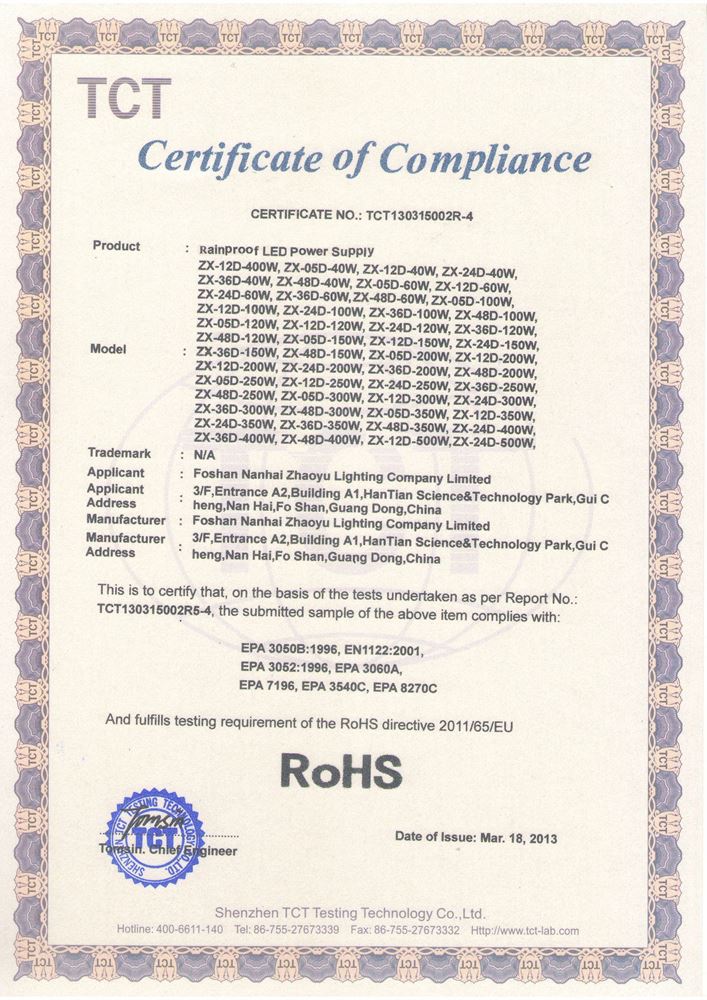 TCT
Certificate of Compliance
CERTIFICATE NO.: TCT130315002R-4
Product : Rainproof LED Power Supply
ZX-12D-400W, ZX-05D-40W, ZX-12D-40W, ZX-24D-40W,
ZX-36D-40W, ZX-48D-40W, ZX-05D-60W, ZX-12D-60W,
ZX-24D-60W, ZX-36D-60W,ZX-48D-60W, ZX-05D-100W,
ZX-12D-100W, ZX-24D-100W, ZX-36D-100W, ZX-48D-100W,
ZX-05D-120W, ZX-12D-120W, ZX-24D-120W, ZX-36D-120W,
ZX-48D-120W, ZX-05D-150W, ZX-12D-150W, ZX-24D-150W,
Model : ZX-36D-150W, ZX-48D-150W, ZX-05D-200W, ZX-12D-200W,
ZX-12D-200W, ZX-24D-200W, ZX-36D-200W, ZX-48D-200W,
ZX-05D-250W, ZX-12D-250W, ZX-24D-250W, ZX-36D-250W,
ZX-48D-250W, ZX-05D-300W, ZX-12D-300W, ZX-24D-300W,
ZX-36D-300W, ZX-48D-300W, ZX-05D-350W, ZX-12D-350W,
ZX-24D-350W, ZX-36D-350W, ZX-48D-350W, ZX-24D-400W,
ZX-36D-400W, ZX-48D-400W, ZX-12D-500W,ZX-24D-500W,
Trademark : N/A
Applicant : Foshan Nanhai Zhaoyu Lighting Company Limited
Applicant Address : 3/F,Entrance A2,Building A1,HanTian Science&Technology Park,Gui C
heng,Nan Hai,Fo Shan,Guang Dong,China
Manufacturer : Foshan Nanhai Zhaoyu Lighting Company Limited
Manufacturer Address : 3/F,Entrance A2,Building A1,HanTian Science&Technology Park,Gui C
heng,Nan Hai,Fo Shan,Guang Dong,China
This is to certify that, on the basis of the tests undertaken as per Report No.:
TCT130315002R5-4, the submitted sample of the above item complies with:
EPA 3050B:1996, EN1122:2001,
EPA 3052:1996, EPA 3060A,
EPA 7196, EPA 3540C, EPA 8270C
And fulfills testing requirement of the RoHS directive 2011/65/EU
RoHS
SHENZHEN TCT TESTING TECHNOLOGY CO.,LTD.
TCT
Tomsin
Tomsin. Chief Engineer
Date of Issue: Mar. 18, 2013
Shenzhen TCT Testing Technology Co.,Ltd.
Hotline: 400-6611-140 Tel: 86-755-27673339 Fax: 86-755-27673332 Http://www.tct-lab.com